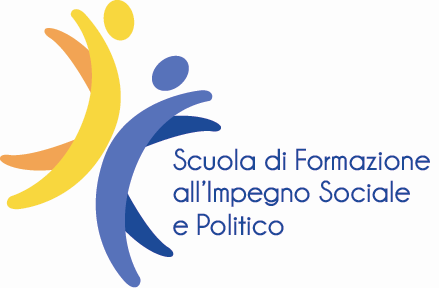 Scuola di Formazione
all'Impegno Sociale
e Politico